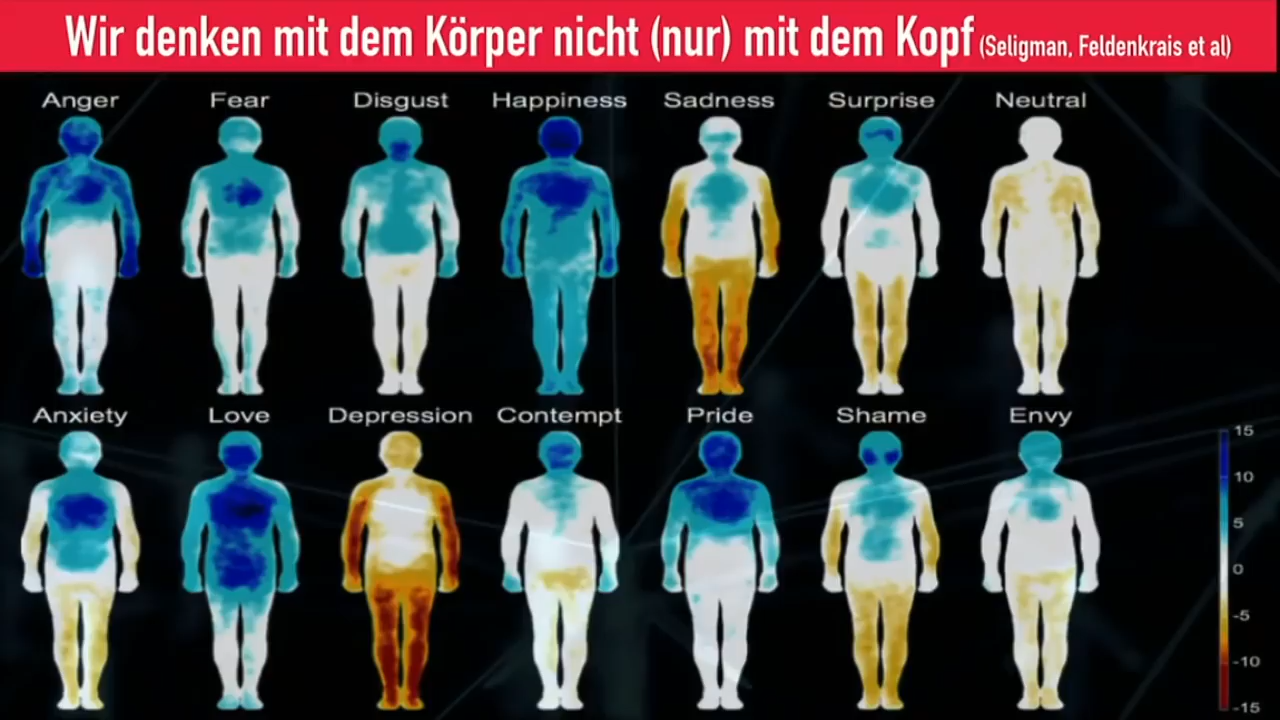 Wir denken mit dem Körper nicht (nur) mit dem Kopf (Seligman, Feldenkrais et al)
Anger Fear Disgust Happiness Sadness Surprise Neutral
Anxiety Love Depression Contempt Pride Shame Envy
15
10
5
0
-5
-10
-15